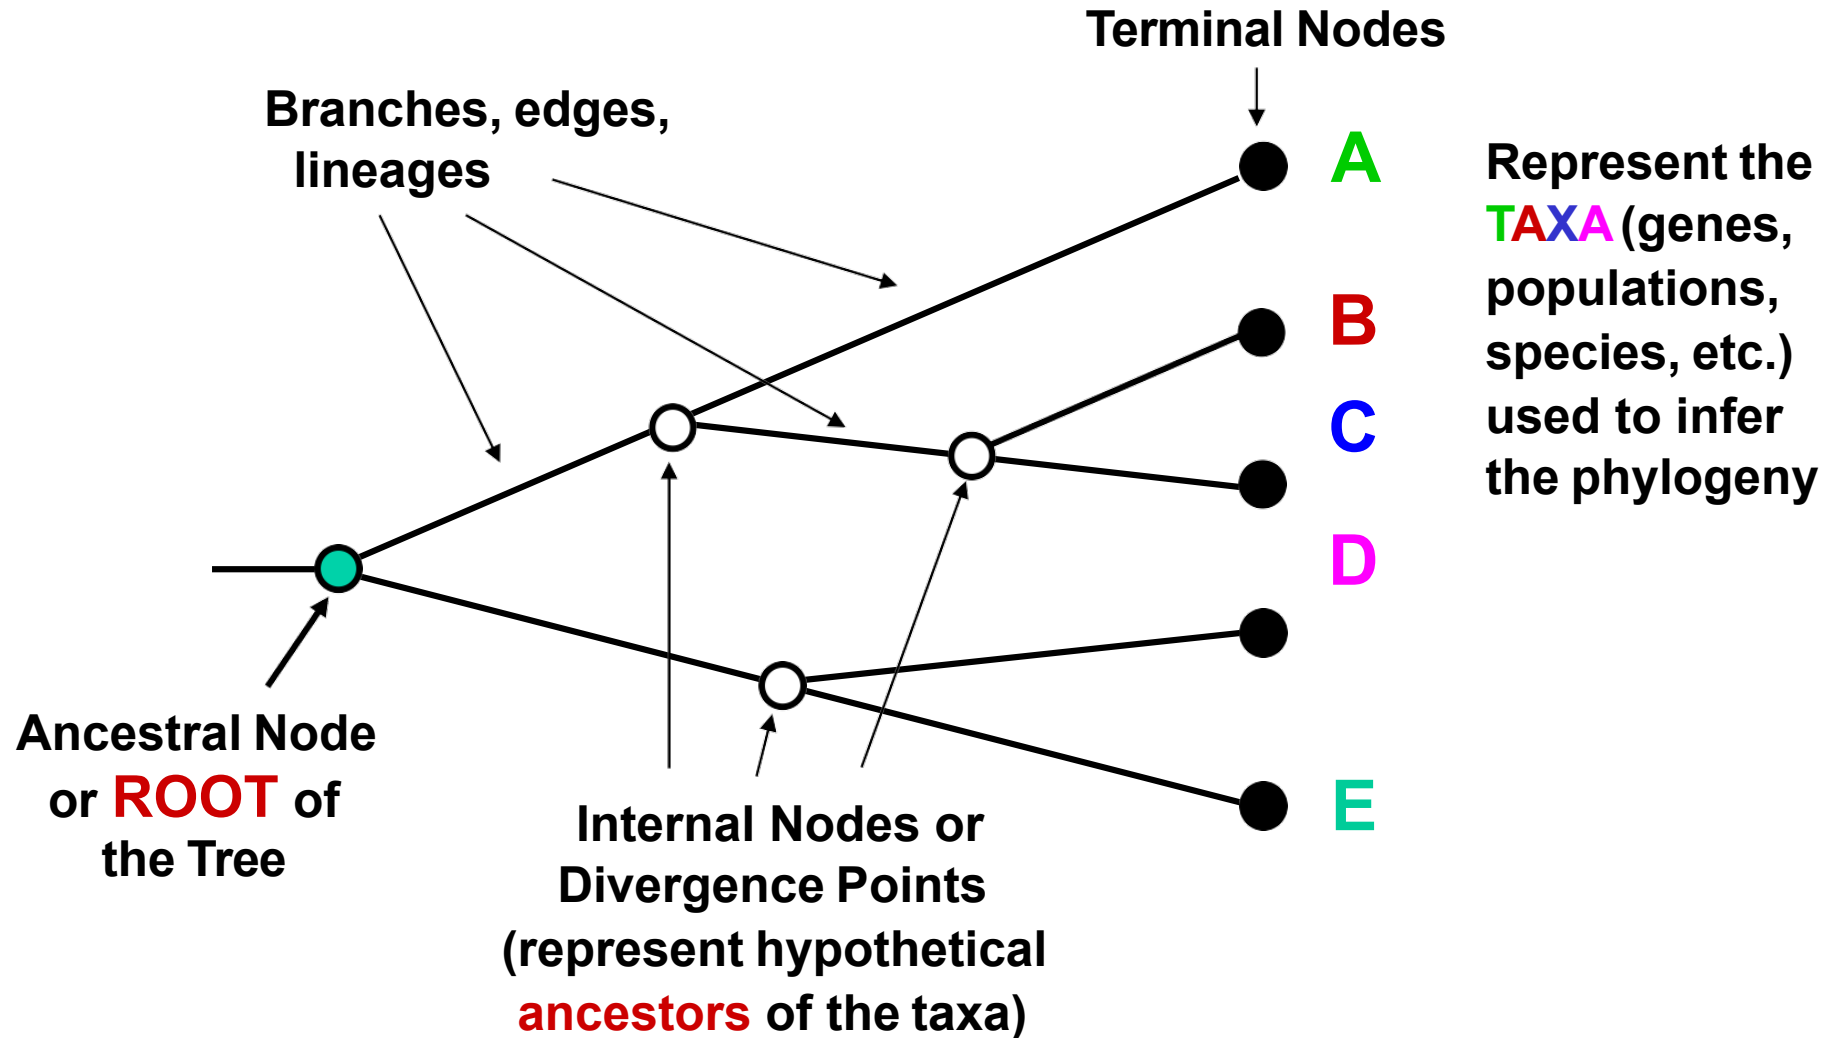 Terminal Nodes
Branches, edges,
lineages
A
B
C
D
E
Represent the
TAXA (genes,
populations,
species, etc.)
used to infer
the phylogeny
Ancestral Node
or ROOT of
the Tree
Internal Nodes or
Divergence Points
(represent hypothetical
ancestors of the taxa)